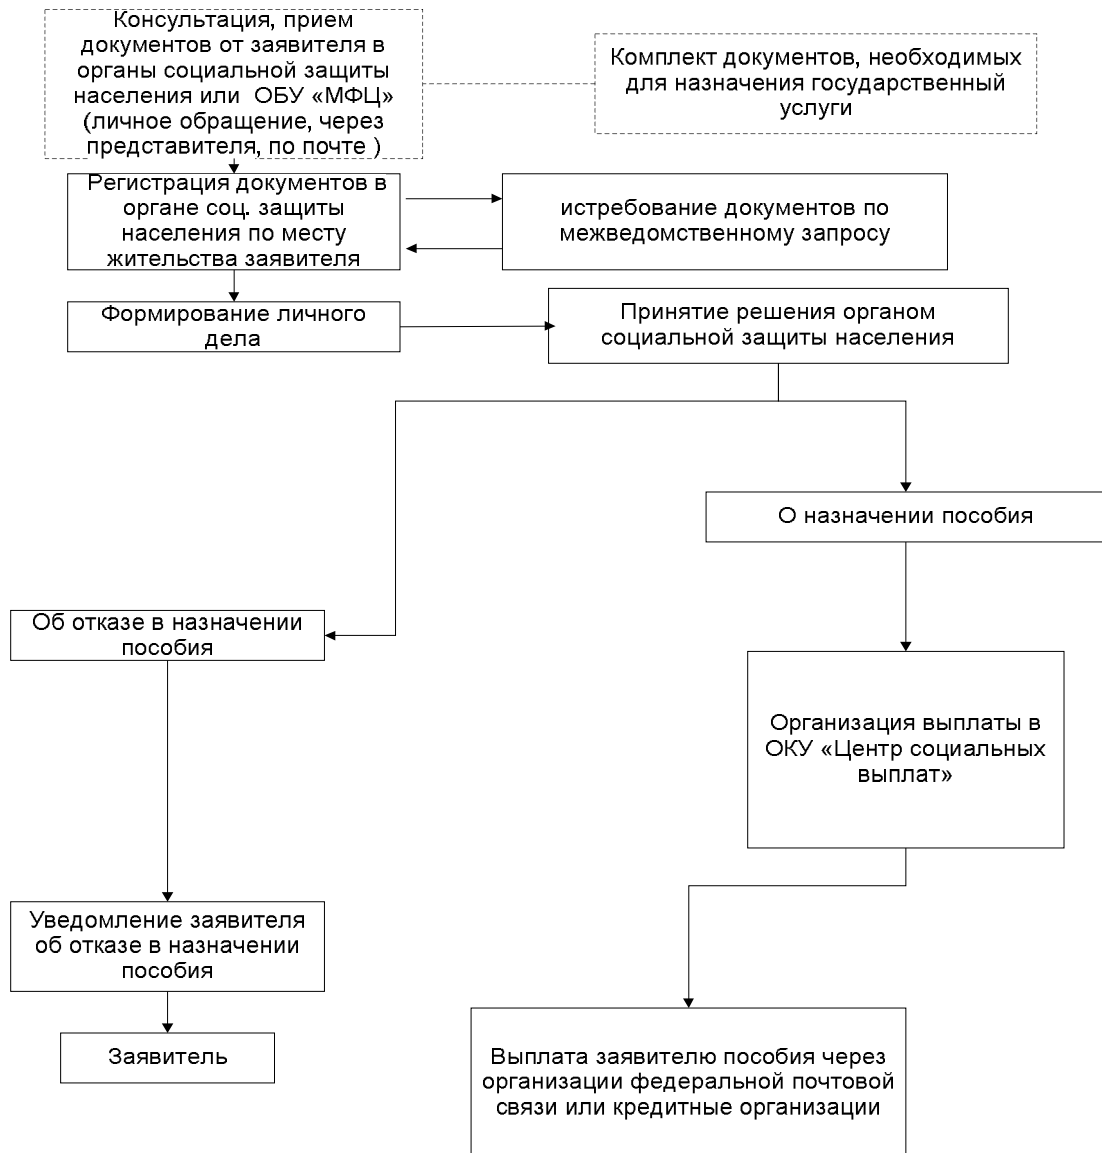 Консультация, прием
документов от заявителя в
органы социальной защиты
населения или ОБУ «МФЦ»
(личное обращение, через
представителя, по почте )
Комплект документов, необходимых
для назначения государственный
услуги
Регистрация документов в
органе соц. защиты
населения по месту
жительства заявителя
истребование документов по
межведомственному запросу
Формирование личного
дела
Принятие решения органом
социальной защиты населения
О назначении пособия
Об отказе в назначении
пособия
Организация выплаты в
ОКУ «Центр социальных
выплат»
Уведомление заявителя
об отказе в назначении
пособия
Заявитель
Выплата заявителю пособия через
организации федеральной почтовой
связи или кредитные организации